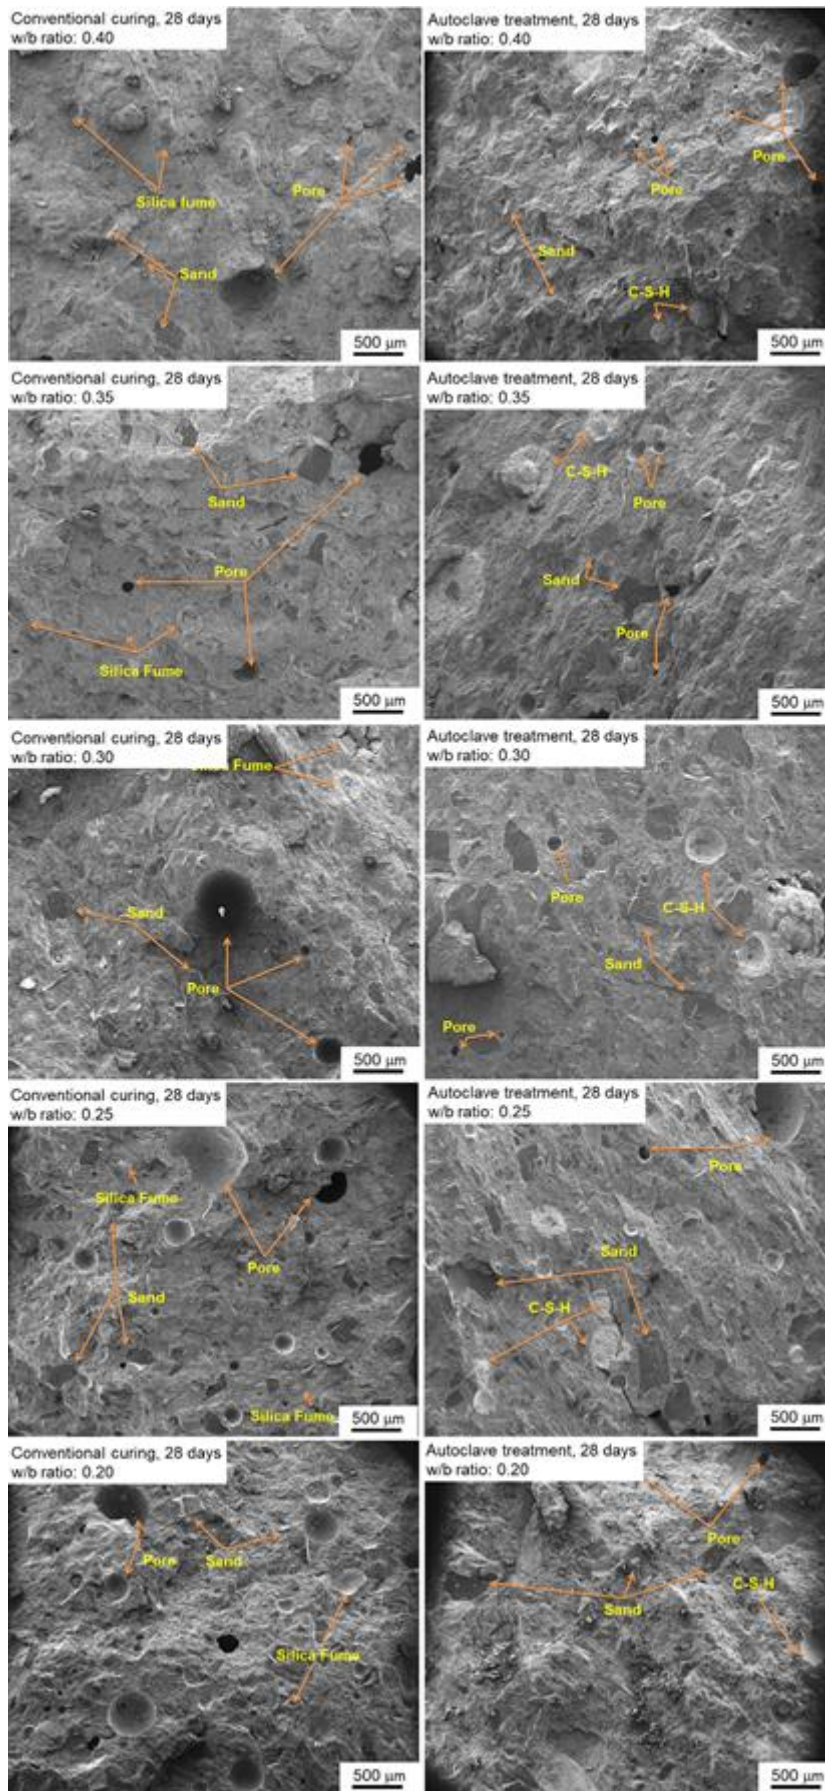 Conventional curing, 28 days
w/b ratio: 0.40
Silica fume
Pore
Sand
500 μm
Autoclave treatment, 28 days
w/b ratio: 0.40
Pore
Pore
Sand
C-S-H
500 μm
Conventional curing, 28 days
w/b ratio: 0.35
Sand
Pore
Silica Fume
500 μm
Autoclave treatment, 28 days
w/b ratio: 0.35
C-S-H
Pore
Sand
Pore
500 μm
Conventional curing, 28 days
w/b ratio: 0.30
Silica Fume
Sand
Pore
500 μm
Autoclave treatment, 28 days
w/b ratio: 0.30
Pore
C-S-H
Sand
Pore
500 μm
Conventional curing, 28 days
w/b ratio: 0.25
Silica Fume
Pore
Sand
Silica Fume
500 μm
Autoclave treatment, 28 days
w/b ratio: 0.25
Pore
Sand
C-S-H
500 μm
Conventional curing, 28 days
w/b ratio: 0.20
Pore
Sand
Silica Fume
500 μm
Autoclave treatment, 28 days
w/b ratio: 0.20
Pore
C-S-H
Sand
500 μm